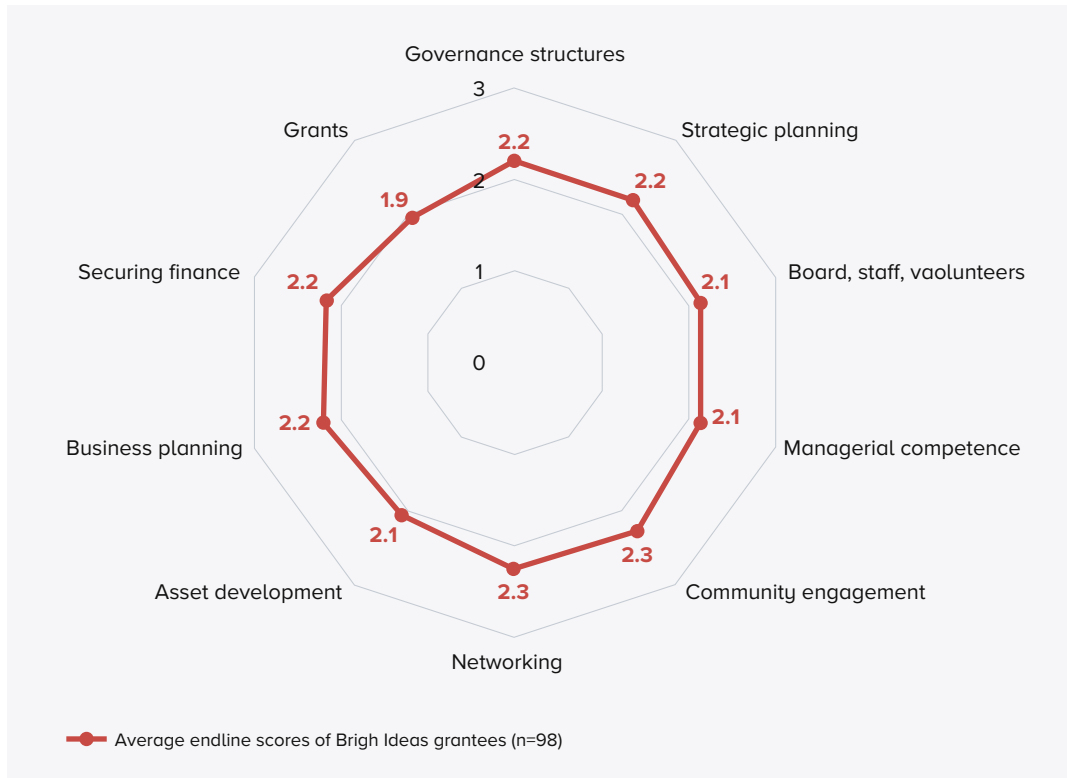 Governance structures
3
Grants
Strategic planning
2.2
2
2.2
1.9
Securing finance
2.2
1
2.1
Board, staff, vaolunteers
0
Business planning
2.2
2.1
Managerial competence
2.1
2.3
Asset development
2.3
Community engagement
Networking
Average endline scores of Brigh Ideas grantees (n=98)